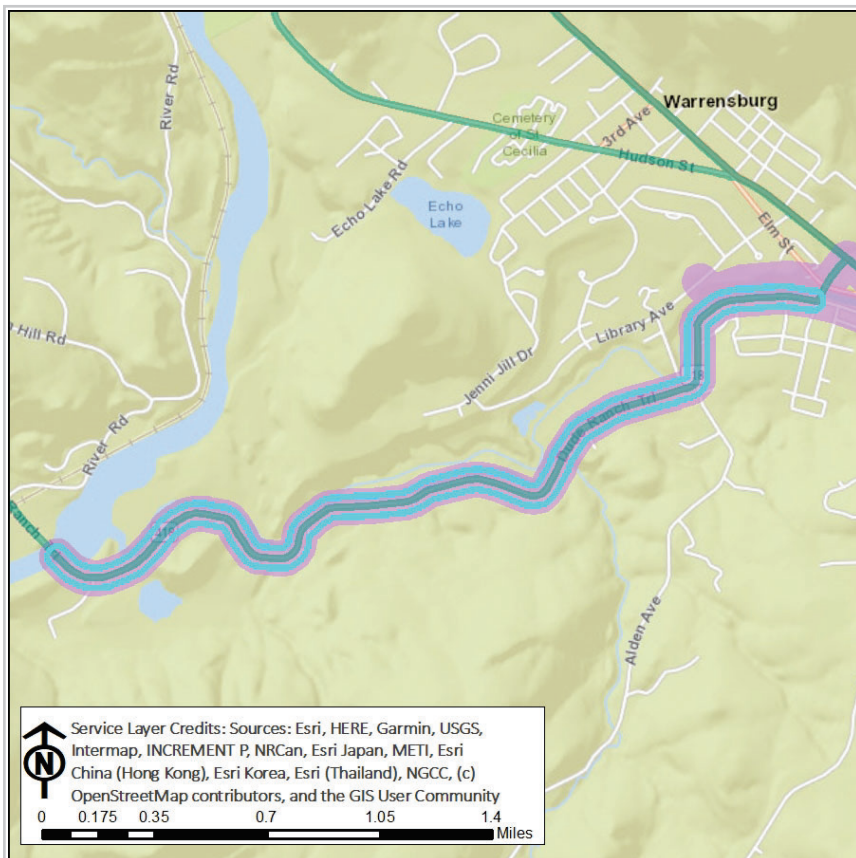 River Rd
Warrensburg
Cemetery
of St.
Cecilia
3rd Ave
Hudson St
Echo Lake Rd
Echo
Lake
Elm St
Library Ave
Hill Rd
Jenni Jill Dr
River Rd
Dude Ranch Trl
Ranch
418
Alden Ave
Service Layer Credits: Sources: Esri, HERE, Garmin, USGS,
Intermap, INCREMENT P, NRCan, Esri Japan, METI, Esri
China (Hong Kong), Esri Korea, Esri (Thailand), NGCC, (c)
OpenStreetMap contributors, and the GIS User Community
N
0 0.175 0.35 0.7 1.05 1.4
Miles